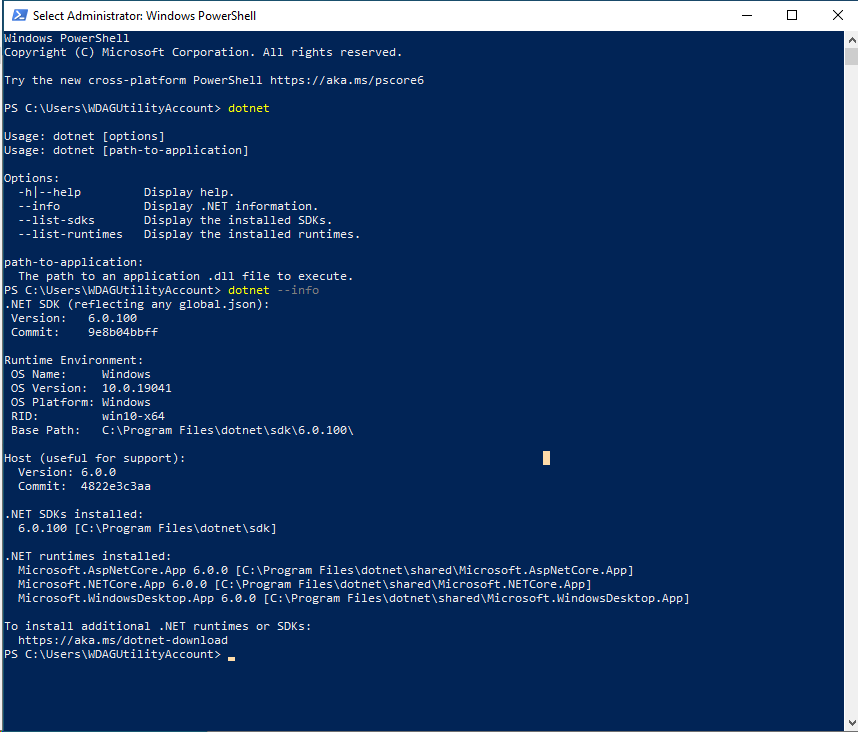 Select Administrator: Windows PowerShell
Windows PowerShell
Copyright (C) Microsoft Corporation. All rights reserved.

Try the new cross-platform PowerShell https://aka.ms/pscore6

PS C:\Users\WDAGUtilityAccount> dotnet

Usage: dotnet [options]
Usage: dotnet [path-to-application]

Options:
  -h|--help         Display help.
  --info            Display .NET information.
  --list-sdks       Display the installed SDKs.
  --list-runtimes   Display the installed runtimes.

path-to-application:
  The path to an application .dll file to execute.
PS C:\Users\WDAGUtilityAccount> dotnet --info
.NET SDK (reflecting any global.json):
 Version:   6.0.100
 Commit:    9e8b04bbff

Runtime Environment:
 OS Name:     Windows
 OS Version:  10.0.19041
 OS Platform: Windows
 RID:         win10-x64
 Base Path:   C:\Program Files\dotnet\sdk\6.0.100\

Host (useful for support):
  Version: 6.0.0
  Commit:  4822e3c3aa

.NET SDKs installed:
  6.0.100 [C:\Program Files\dotnet\sdk]

.NET runtimes installed:
  Microsoft.AspNetCore.App 6.0.0 [C:\Program Files\dotnet\shared\Microsoft.AspNetCore.App]
  Microsoft.NETCore.App 6.0.0 [C:\Program Files\dotnet\shared\Microsoft.NETCore.App]
  Microsoft.WindowsDesktop.App 6.0.0 [C:\Program Files\dotnet\shared\Microsoft.WindowsDesktop.App]

To install additional .NET runtimes or SDKs:
  https://aka.ms/dotnet-download
PS C:\Users\WDAGUtilityAccount>